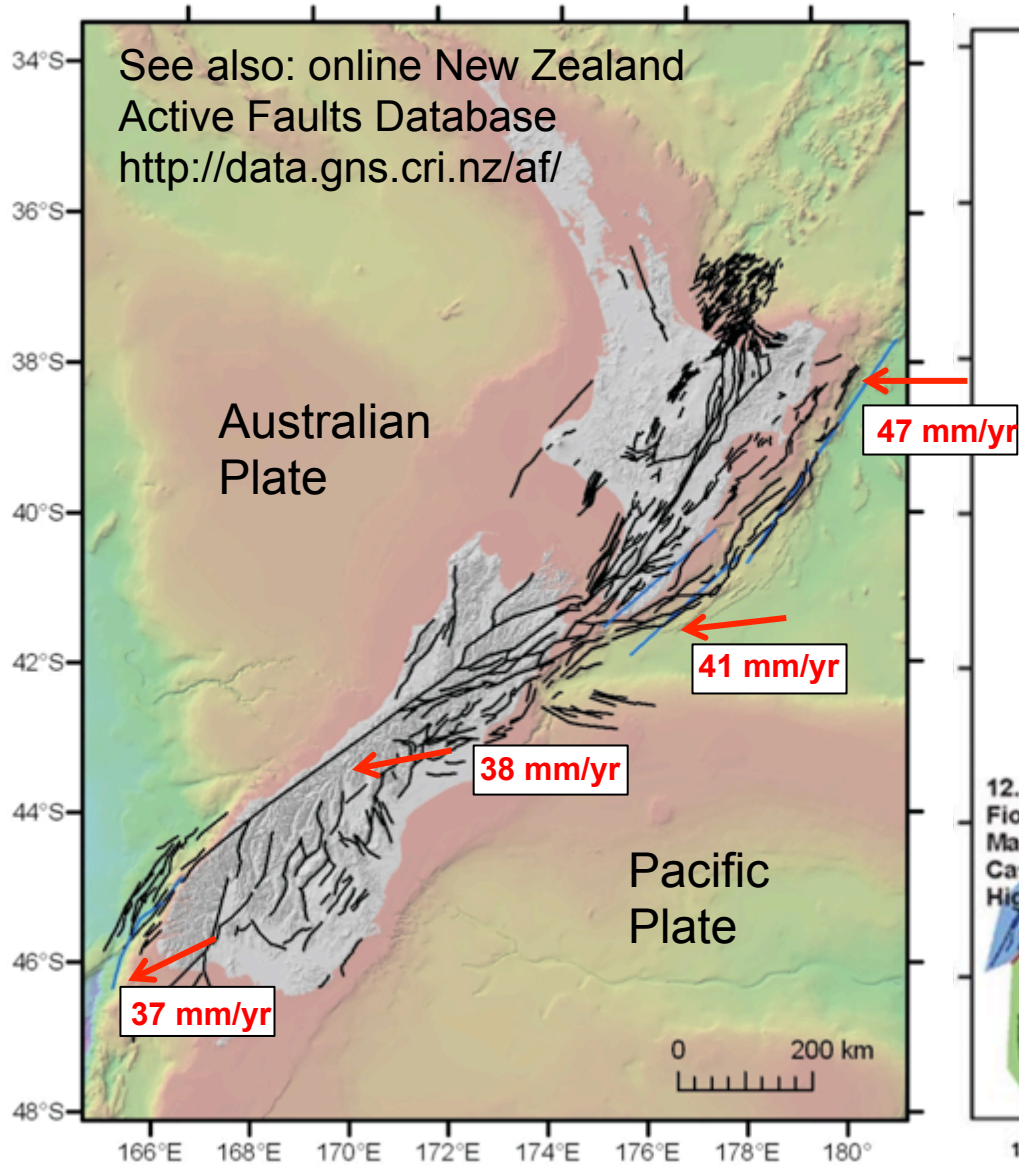 See also: online New Zealand
Active Faults Database
http://data.gns.cri.nz/af/
34°S
36°S
38°S
40°S
42°S
44°S
46°S
48°S
Australian
Plate
47 mm/yr
41 mm/yr
38 mm/yr
Pacific
Plate
37 mm/yr
0 200 km
166°E 168°E 170°E 172°E 174°E 176°E 178°E 180°
12.